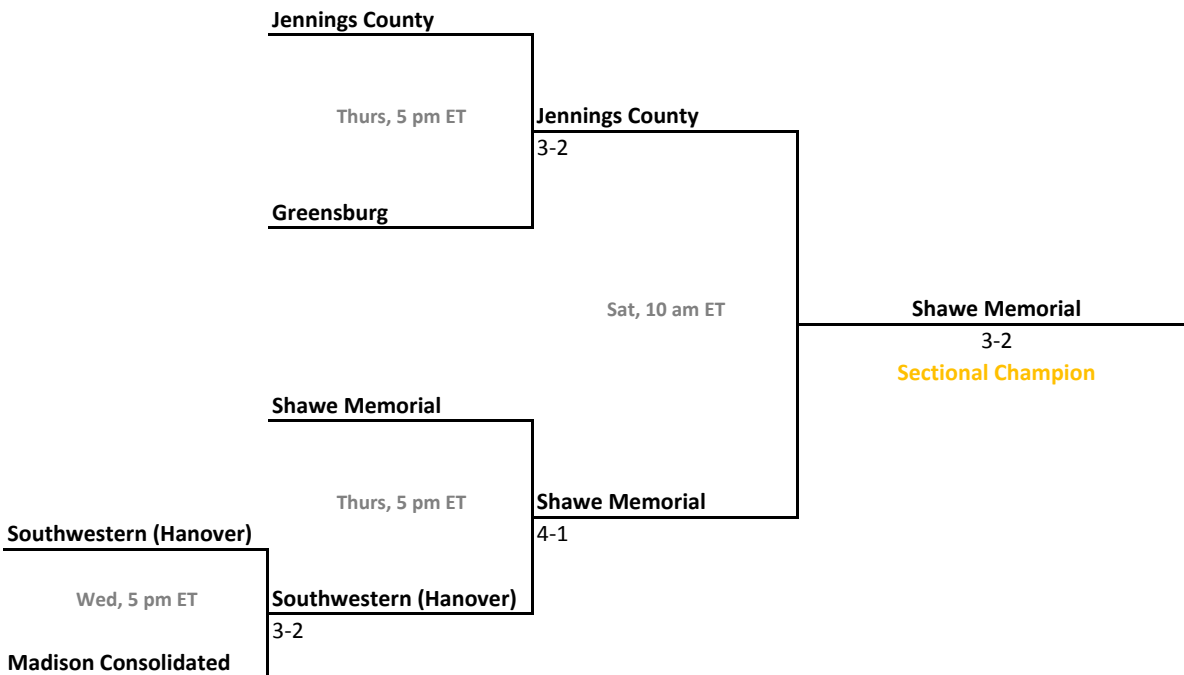 Jennings County
Thurs, 5 pm ET
Jennings County
3-2
Greensburg
Sat, 10 am ET
Shawe Memorial
3-2
Sectional Champion
Shawe Memorial
Thurs, 5 pm ET
Shawe Memorial
4-1
Southwestern (Hanover)
Wed, 5 pm ET
Southwestern (Hanover)
3-2
Madison Consolidated